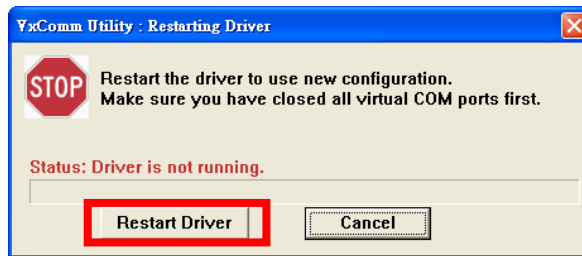 VxComm Utility : Restarting Driver
STOP
Restart the driver to use new configuration.
Make sure you have closed all virtual COM ports first.
Status: Driver is not running.
Restart Driver
Cancel